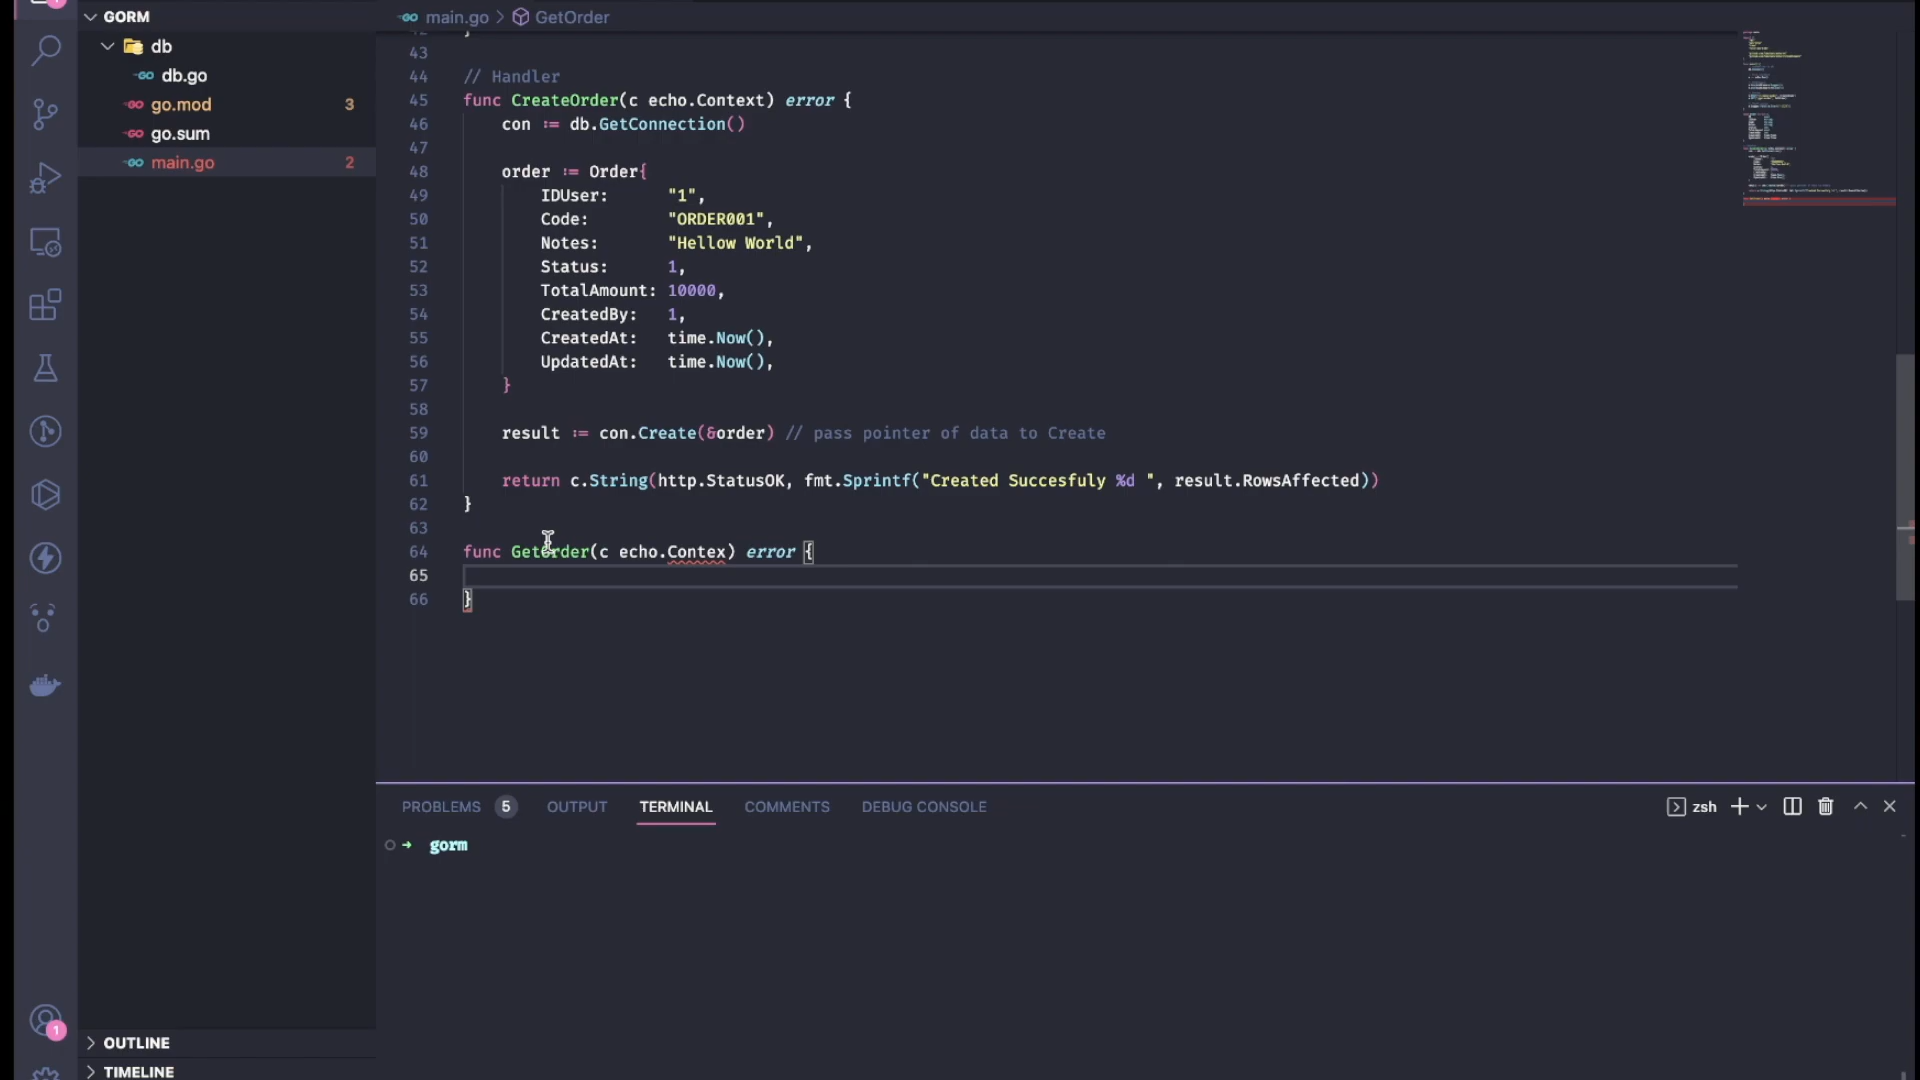 GORM
main.go > GetOrder
db
db.go
go.mod 3
go.sum
main.go 2
42 }
43
44 // Handler
45 func CreateOrder(c echo.Context) error {
46 con := db.GetConnection()
47
48 order := Order{
49 IDUser: "1",
50 Code: "ORDER001",
51 Notes: "Hellow World",
52 Status: 1,
53 TotalAmount: 10000,
54 CreatedBy: 1,
55 CreatedAt: time.Now(),
56 UpdatedAt: time.Now(),
57 }
58
59 result := con.Create(&order) // pass pointer of data to Create
60
61 return c.String(http.StatusOK, fmt.Sprintf("Created Succesfuly %d ", result.RowsAffected))
62 }
63
64 func GetOrder(c echo.Contex) error {
65
66 }
PROBLEMS 5 OUTPUT TERMINAL COMMENTS DEBUG CONSOLE zsh
→ gorm
1
OUTLINE
TIMELINE